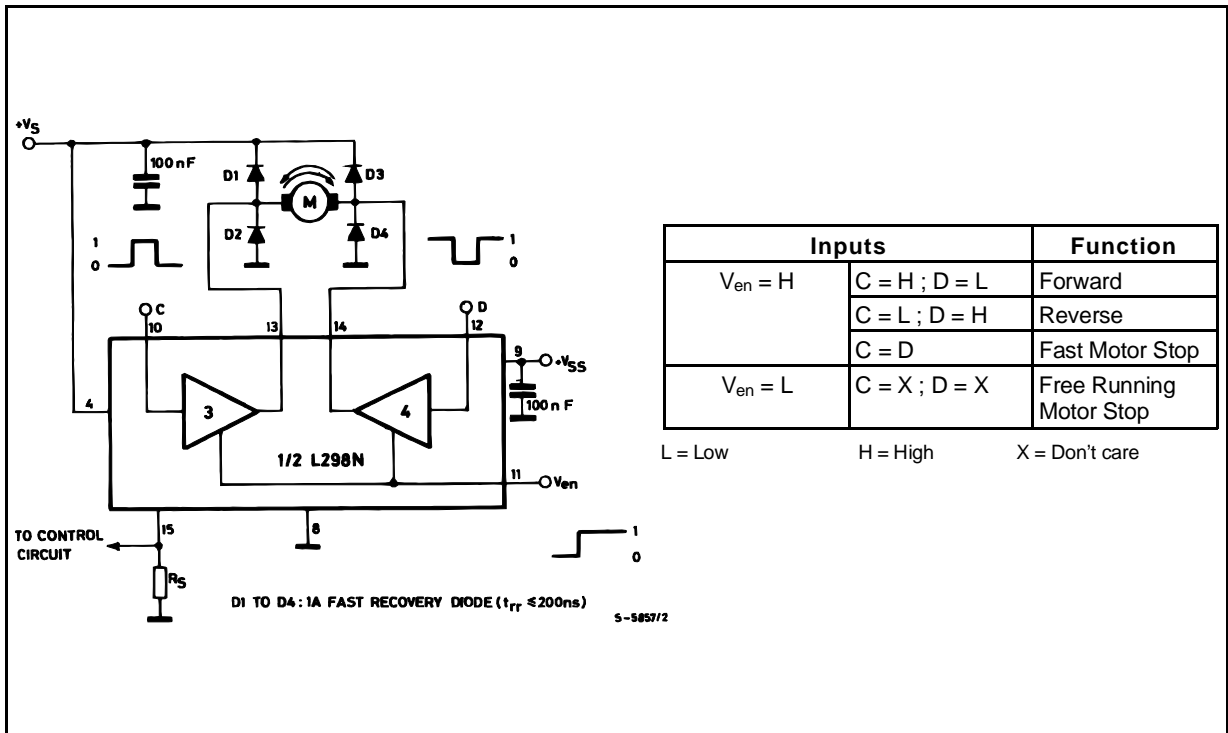 +VS
100nF
D1
D3
M
D2
D4
1
0
1
0
C
D
10
13
14
12
9
+VSS
100nF
4
3
4
1/2 L298N
11
Ven
15
8
TO CONTROL
CIRCUIT
RS
1
0
D1 TO D4 : 1A FAST RECOVERY DIODE (trr ≤ 200ns)
S-5857/2
Inputs Function
Ven = H C = H ; D = L Forward
C = L ; D = H Reverse
C = D Fast Motor Stop
Ven = L C = X ; D = X Free Running
Motor Stop
L = Low H = High X = Don't care